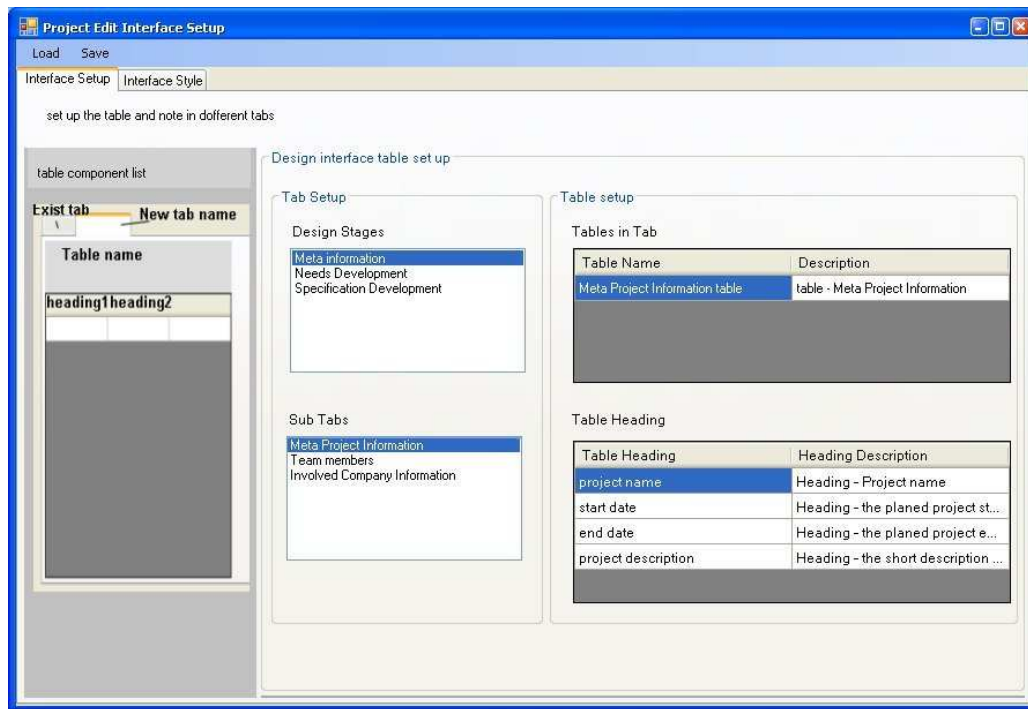 Project Edit Interface Setup
Load Save
Interface Setup Interface Style
set up the table and note in dofferent tabs
table component list
Exist tab New tab name
Table name
heading1 heading2
Design interface table set up
Tab Setup
Design Stages
Meta information
Needs Development
Specification Development
Sub Tabs
Meta Project Information
Team members
Involved Company Information
Table setup
Tables in Tab
Table Name Description
Meta Project Information table table - Meta Project Information
Table Heading
Table Heading Heading Description
project name Heading - Project name
start date Heading - the planed project st...
end date Heading - the planed project e...
project description Heading - the short description ...